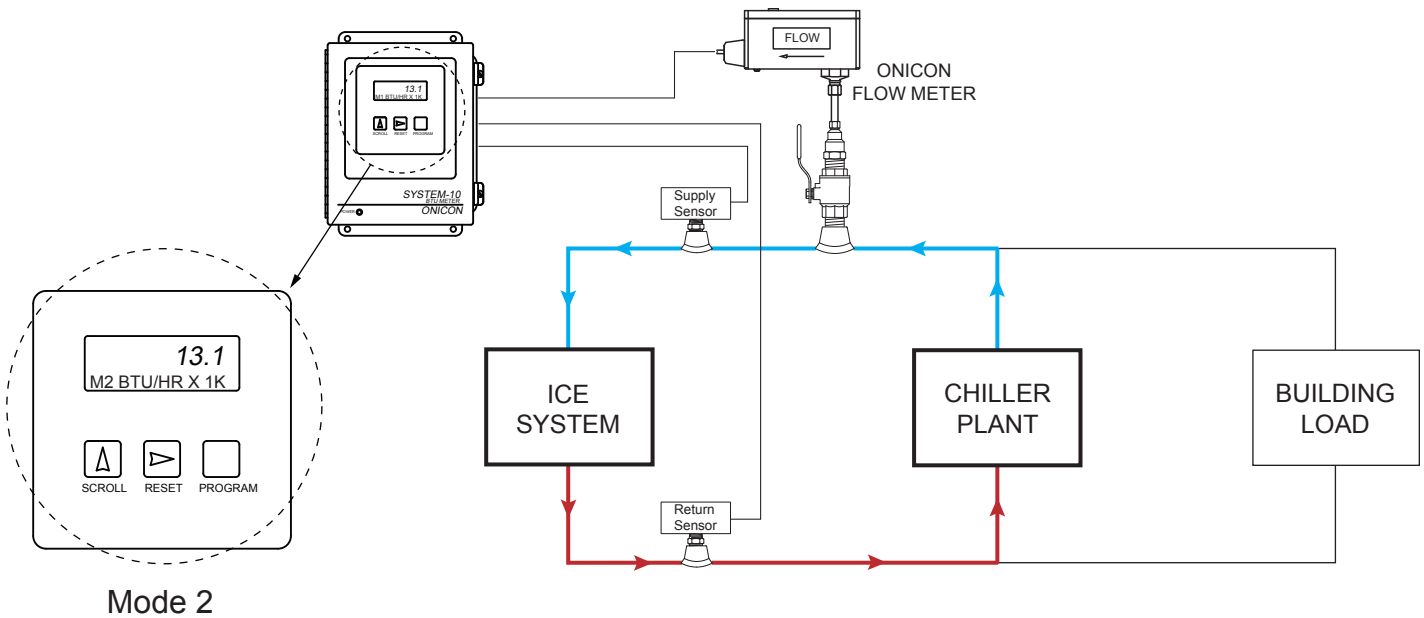 FLOW
ONICON
FLOW METER
13.1
M1 BTU/HR X 1K
SCROLL RESET PROGRAM
SYSTEM-10
BTU METER
ONICON
POWER
Supply
Sensor
13.1
M2 BTU/HR X 1K
SCROLL RESET PROGRAM
ICE
SYSTEM
CHILLER
PLANT
BUILDING
LOAD
Return
Sensor
Mode 2